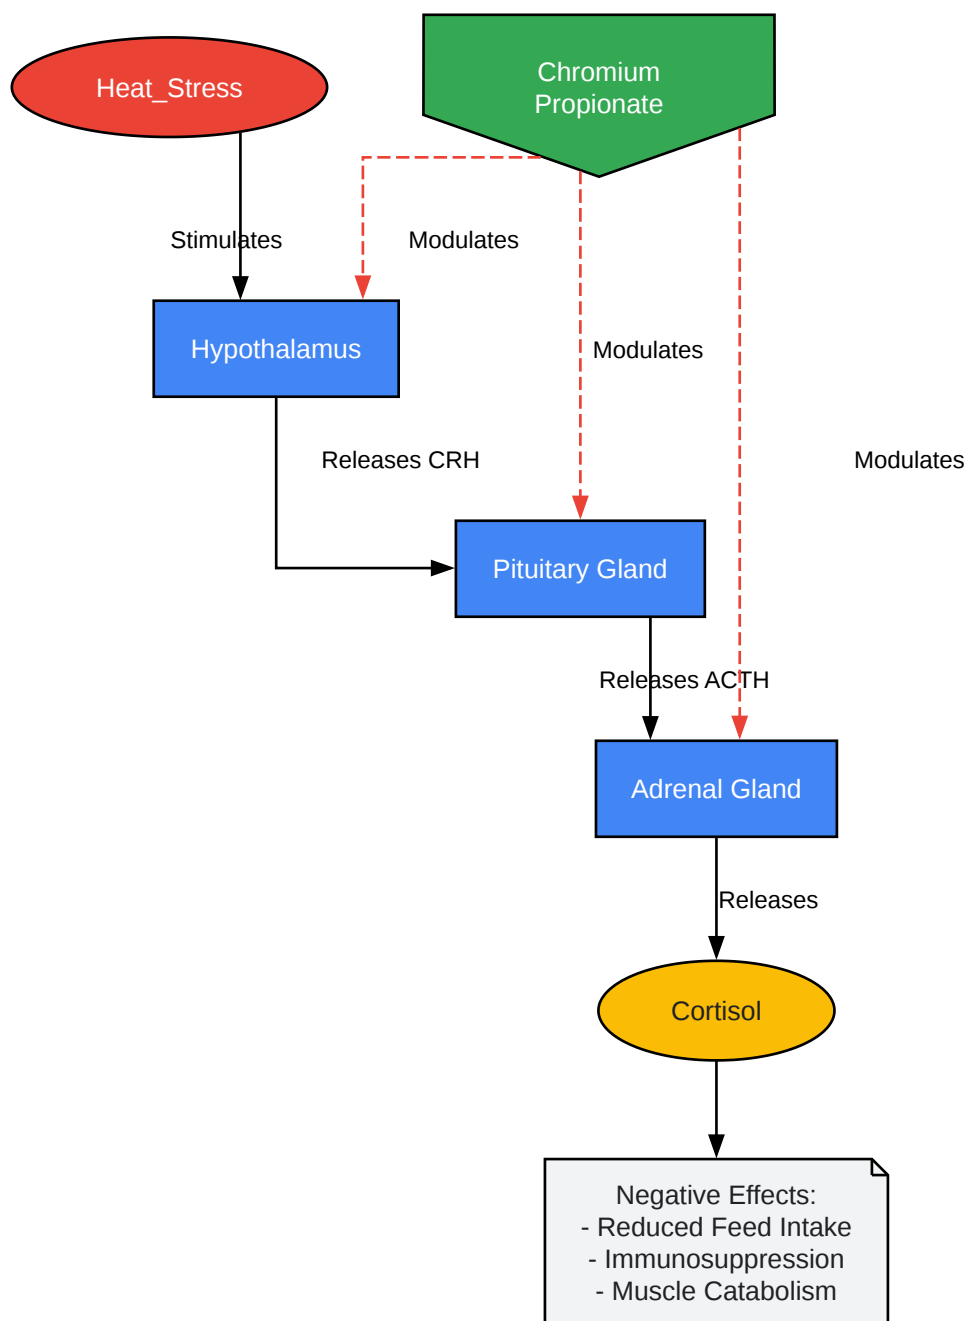 Chromium
Propionate
Heat_Stress
Stimulates
Modulates
Hypothalamus
Modulates
Releases CRH
Modulates
Pituitary Gland
Releases ACTH
Adrenal Gland
Releases
Cortisol
Negative Effects:
- Reduced Feed Intake
- Immunosuppression
- Muscle Catabolism